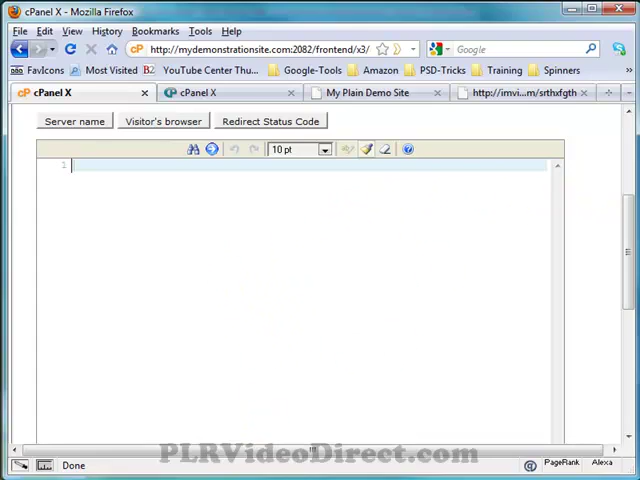 cPanel X - Mozilla Firefox
File Edit View History Bookmarks Tools Help
http://mydemonstrationsite.com:2082/frontend/x3/ Google
FavIcons Most Visited YouTube Center Thu... Google-Tools Amazon PSD-Tricks Training Spinners
cPanel X cPanel X My Plain Demo Site http://imvi...m/srthxfgth
Server name Visitor's browser Redirect Status Code
10 pt
1
PLRVideoDirect.com
Done PageRank Alexa